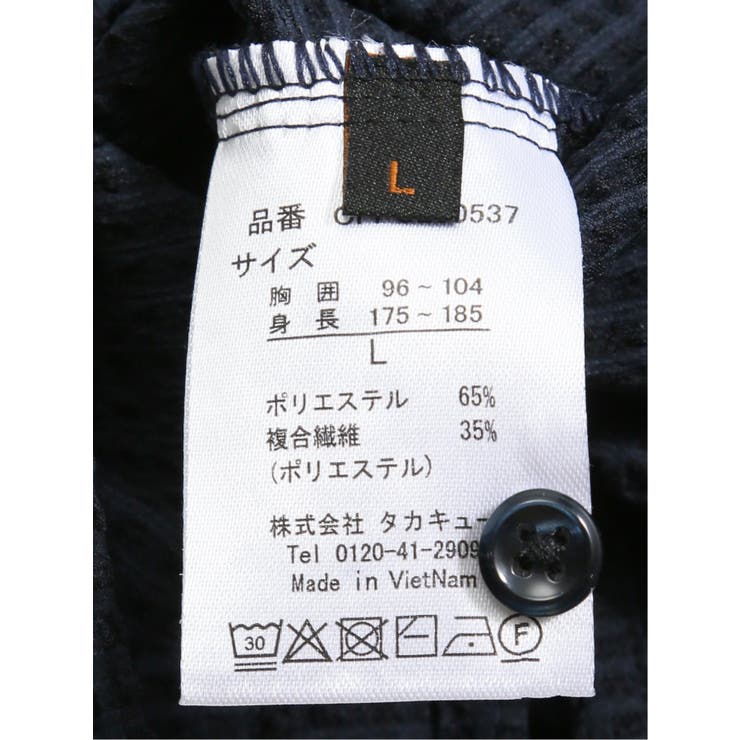 L
品番 0537
サイズ
胸囲 96~104
身長 175~185
L
ポリエステル 65%
複合繊維 35%
(ポリエステル)
株式会社 タカキュー
Tel 0120-41-2909
Made in VietNam
30
F